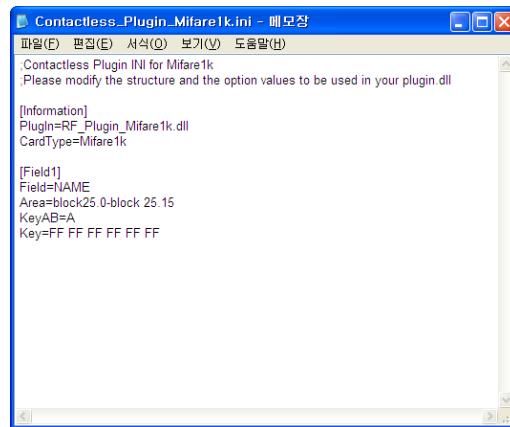 Contactless_Plugin_Mifare1k.ini - 메모장
파일(F) 편집(E) 서식(O) 보기(V) 도움말(H)
;Contactless Plugin INI for Mifare1k
;Please modify the structure and the option values to be used in your plugin.dll
[Information]
PlugIn=RF_Plugin_Mifare1k.dll
CardType=Mifare1k
[Field1]
Field=NAME
Area=block25.0-block 25.15
KeyAB=A
Key=FF FF FF FF FF FF